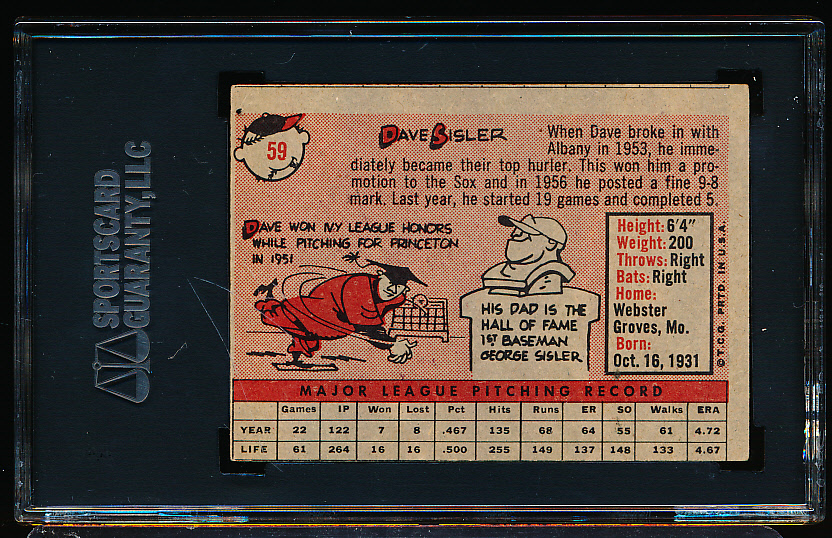 SPORTSCARD
GUARANTY, LLC
59
DAVE SISLER
When Dave broke in with
Albany in 1953, he imme-
diately became their top hurler. This won him a pro-
motion to the Sox and in 1956 he posted a fine 9-8
mark. Last year, he started 19 games and completed 5.
DAVE WON IVY LEAGUE HONORS
WHILE PITCHING FOR PRINCETON
IN 1951
HIS DAD IS THE
HALL OF FAME
1ST BASEMAN
GEORGE SISLER
Height: 6'4"
Weight: 200
Throws: Right
Bats: Right
Home:
Webster
Groves, Mo.
Born:
Oct. 16, 1931
© T.C.G. PRTD. IN U.S.A.
MAJOR LEAGUE PITCHING RECORD
Games IP Won Lost Pct Hits Runs ER SO Walks ERA
YEAR 22 122 7 8 .467 135 68 64 55 61 4.72
LIFE 61 264 16 16 .500 255 149 137 148 133 4.67